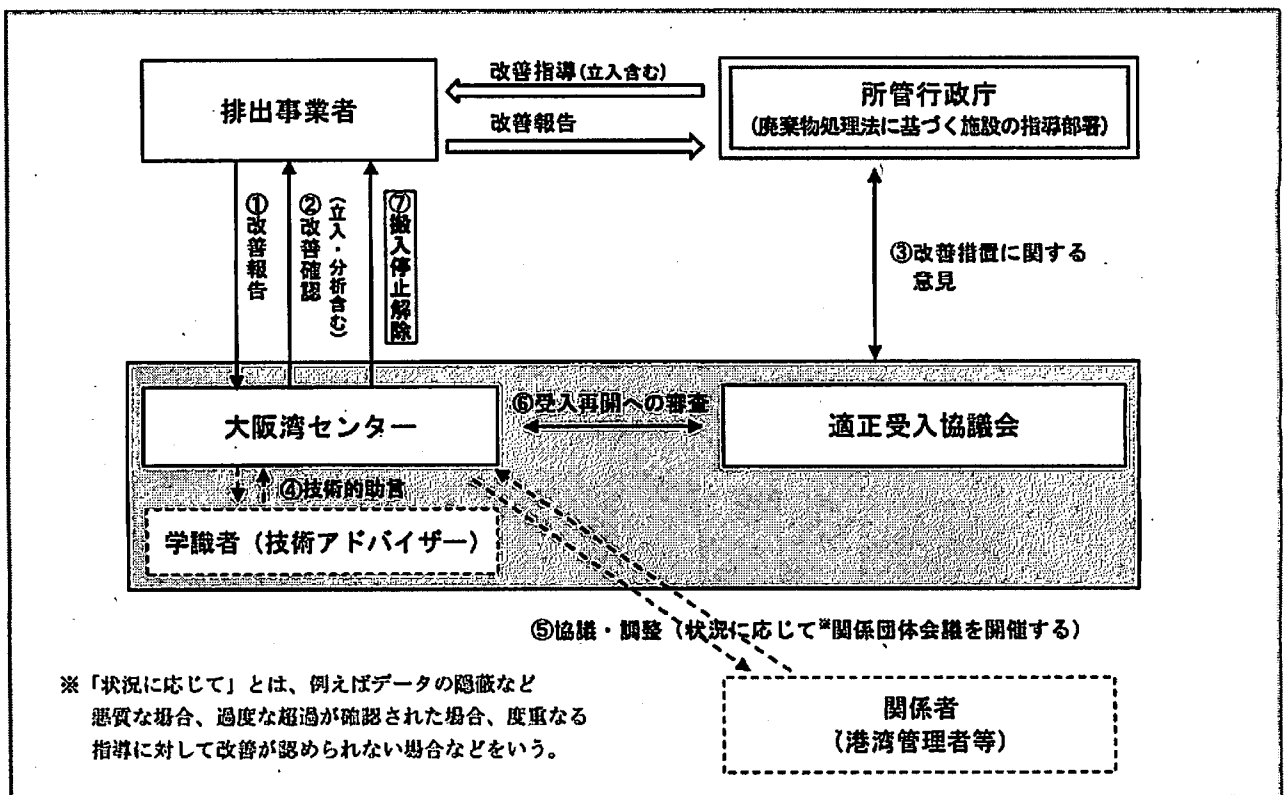 改善指導(立入含む)
排出事業者
所管行政庁
(廃棄物処理法に基づく施設の指導部署)
改善報告
①改善報告
②改善確認
(立入・分析含む)
⑦搬入停止解除
③改善措置に関する
意見
大阪湾センター
⑥受入再開への審査
適正受入協議会
④技術的助言
学識者(技術アドバイザー)
⑤協議・調整(状況に応じて※関係団体会議を開催する)
※「状況に応じて」とは、例えばデータの隠蔽など
悪質な場合、過度な超過が確認された場合、度重なる
指導に対して改善が認められない場合などをいう。
関係者
(港湾管理者等)